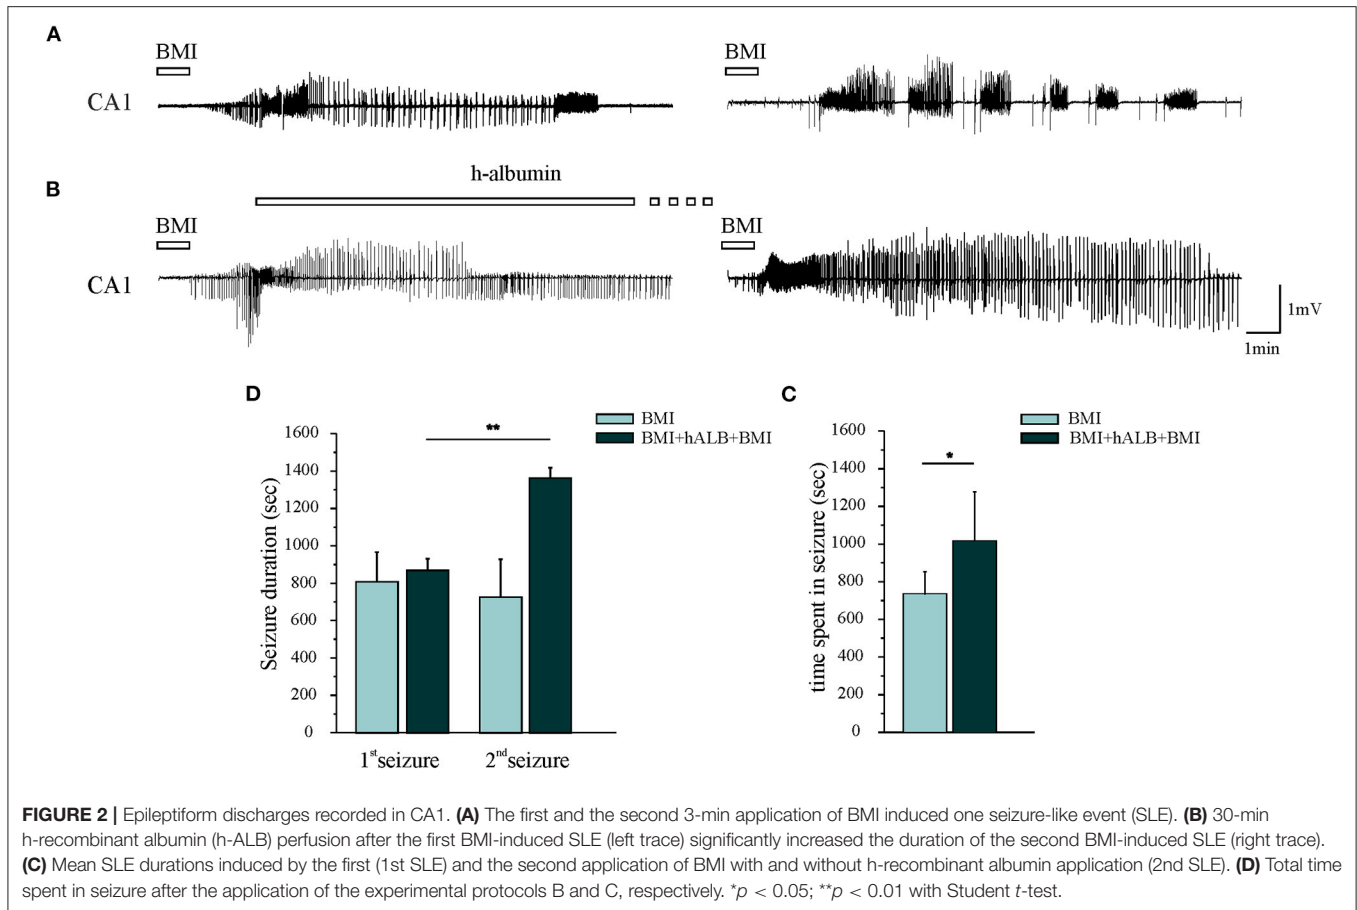 A
BMI
BMI
CA1
h-albumin
B
BMI
BMI
CA1
1mV
1min
D
BMI
BMI+hALB+BMI
Seizure duration (sec)
1600
1400
1200
1000
800
600
400
200
0
**
1st seizure
2nd seizure
C
BMI
BMI+hALB+BMI
time spent in seizure (sec)
1600
1400
1200
1000
800
600
400
200
0
*
FIGURE 2 | Epileptiform discharges recorded in CA1. (A) The first and the second 3-min application of BMI induced one seizure-like event (SLE). (B) 30-min
h-recombinant albumin (h-ALB) perfusion after the first BMI-induced SLE (left trace) significantly increased the duration of the second BMI-induced SLE (right trace).
(C) Mean SLE durations induced by the first (1st SLE) and the second application of BMI with and without h-recombinant albumin application (2nd SLE). (D) Total time
spent in seizure after the application of the experimental protocols B and C, respectively. *p < 0.05; **p < 0.01 with Student t-test.